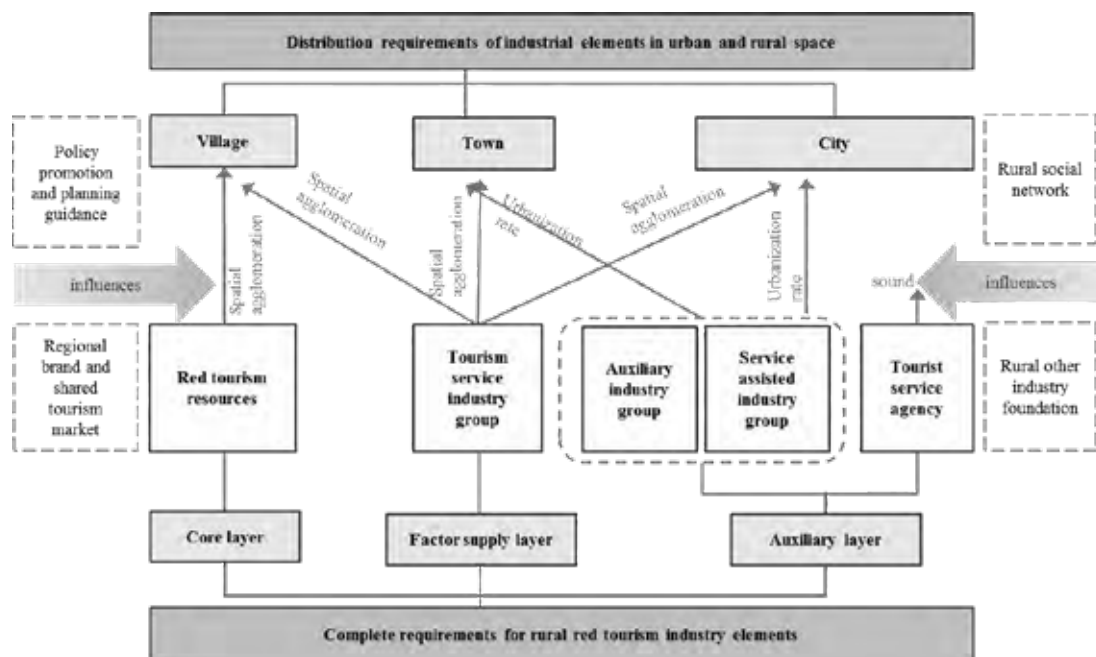 Distribution requirements of industrial elements in urban and rural space
Village
Town
City
Policy
promotion
and planning
guidance
Rural social
network
Spatial
agglomeration
Spatial
agglomeration
Spatial
agglomeration
Urbanization
rete
Spatial
agglomeration
Urbanization
rate
influences
sound
influences
Regional
brand and
shared
tourism
market
Red tourism
resources
Tourism
service
industry
group
Auxiliary
industry
group
Service
assisted
industry
group
Tourist
service
agency
Rural other
industry
foundation
Core layer
Factor supply layer
Auxiliary layer
Complete requirements for rural red tourism industry elements